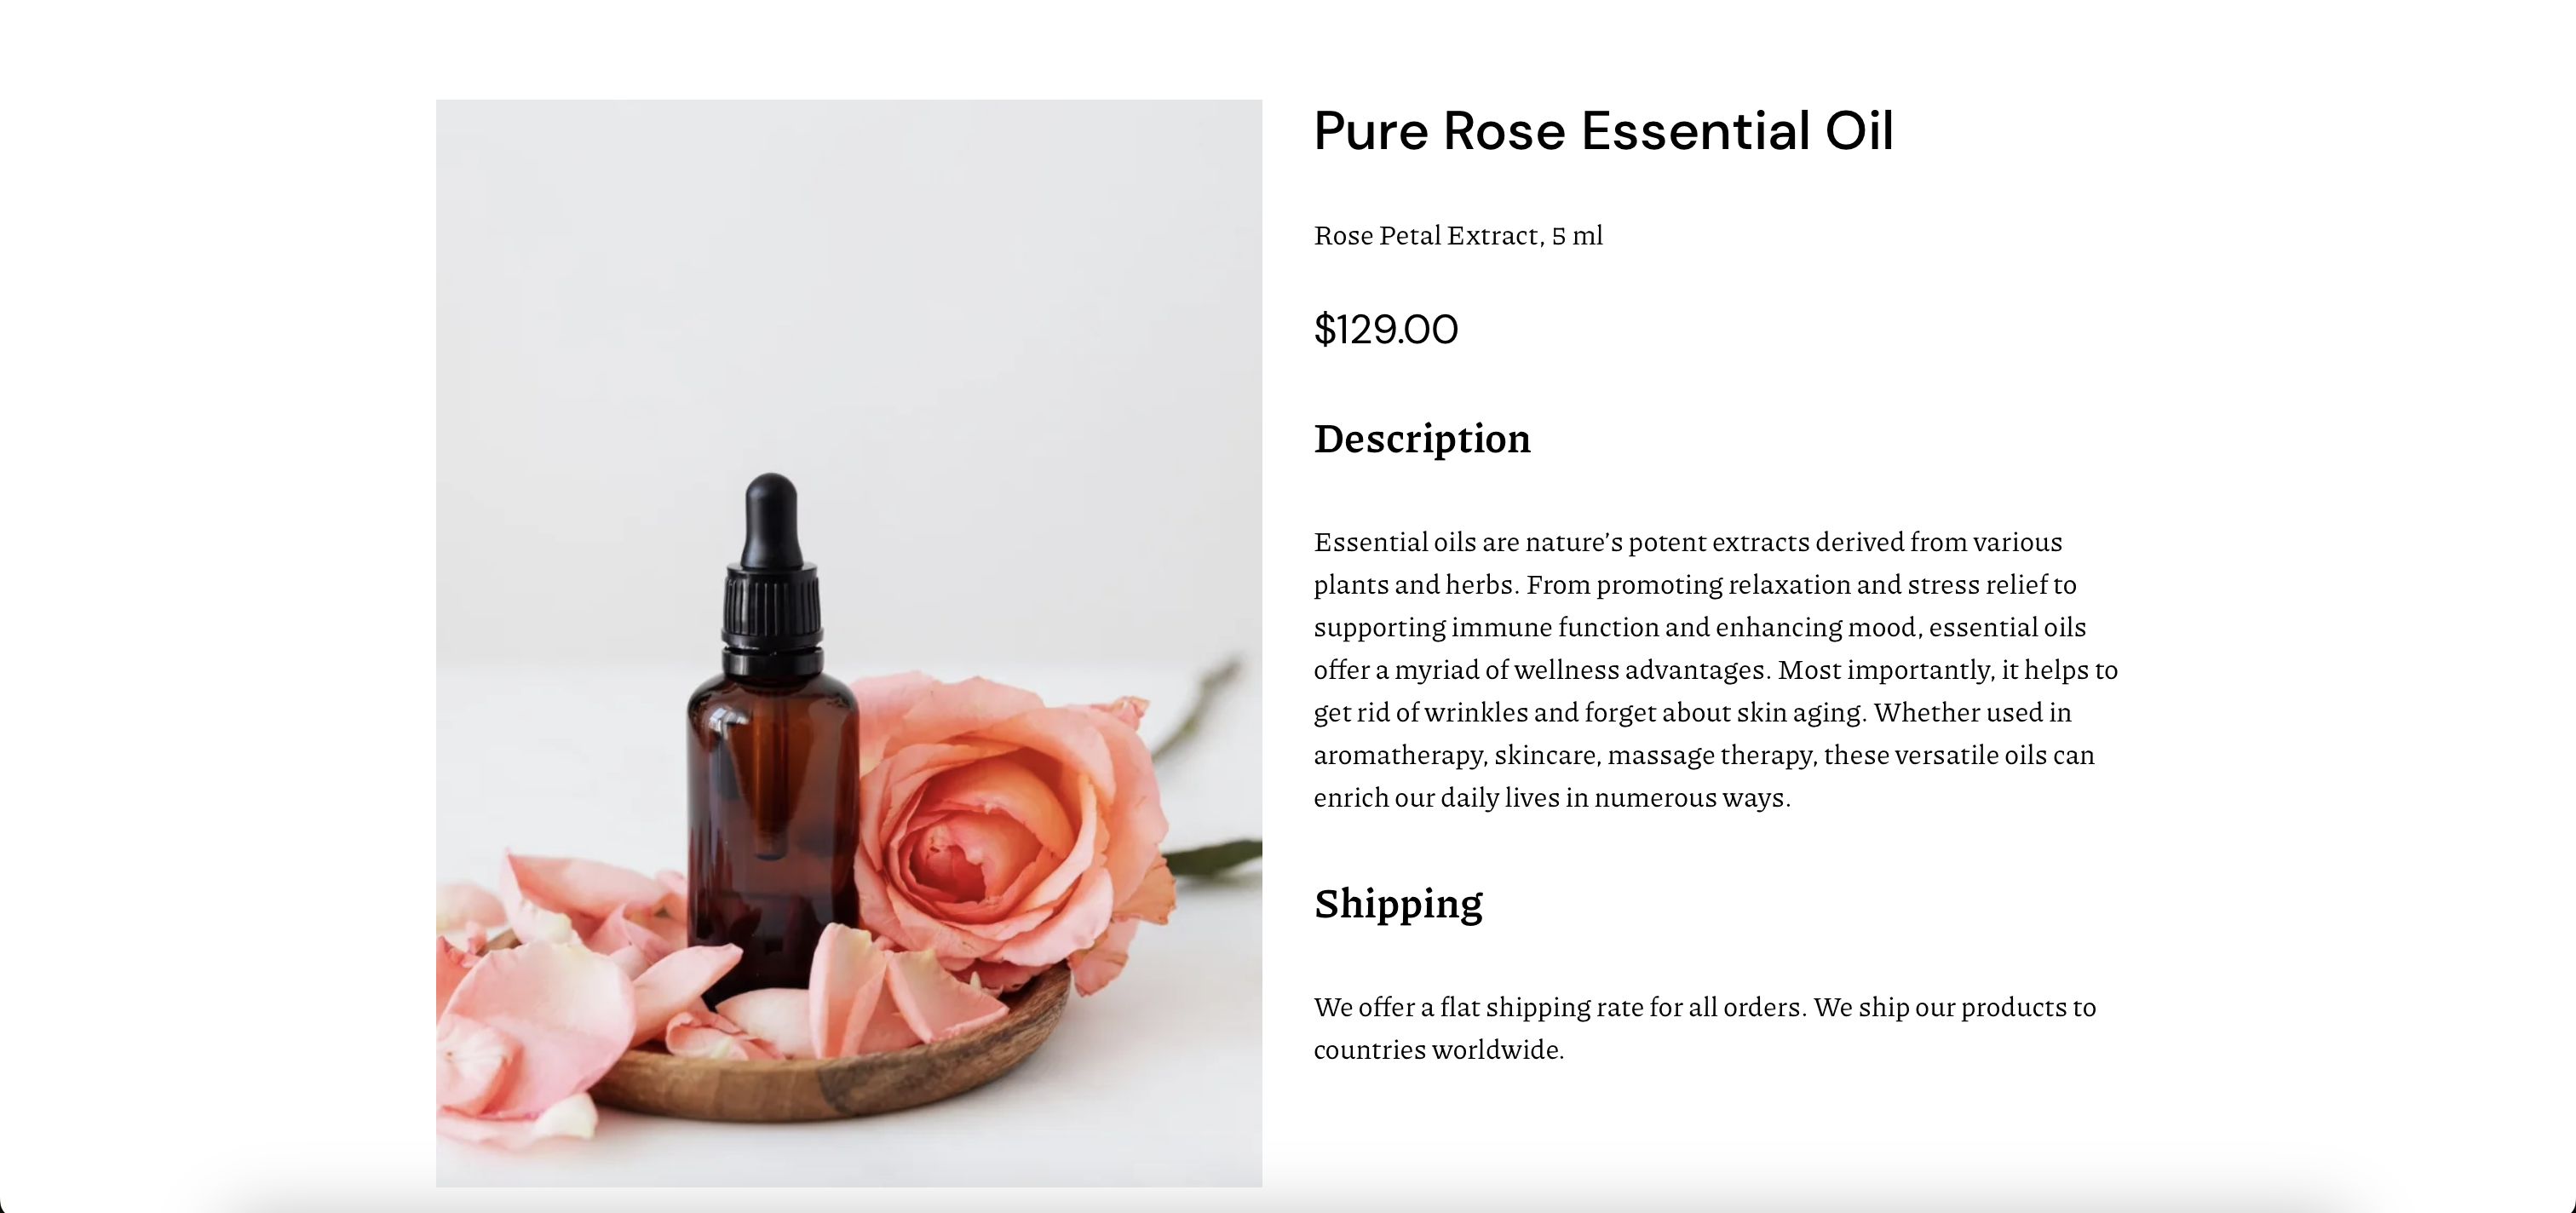 Pure Rose Essential Oil
Rose Petal Extract, 5 ml
$129.00
Description
Essential oils are nature’s potent extracts derived from various
plants and herbs. From promoting relaxation and stress relief to
supporting immune function and enhancing mood, essential oils
offer a myriad of wellness advantages. Most importantly, it helps to
get rid of wrinkles and forget about skin aging. Whether used in
aromatherapy, skincare, massage therapy, these versatile oils can
enrich our daily lives in numerous ways.
Shipping
We offer a flat shipping rate for all orders. We ship our products to
countries worldwide.